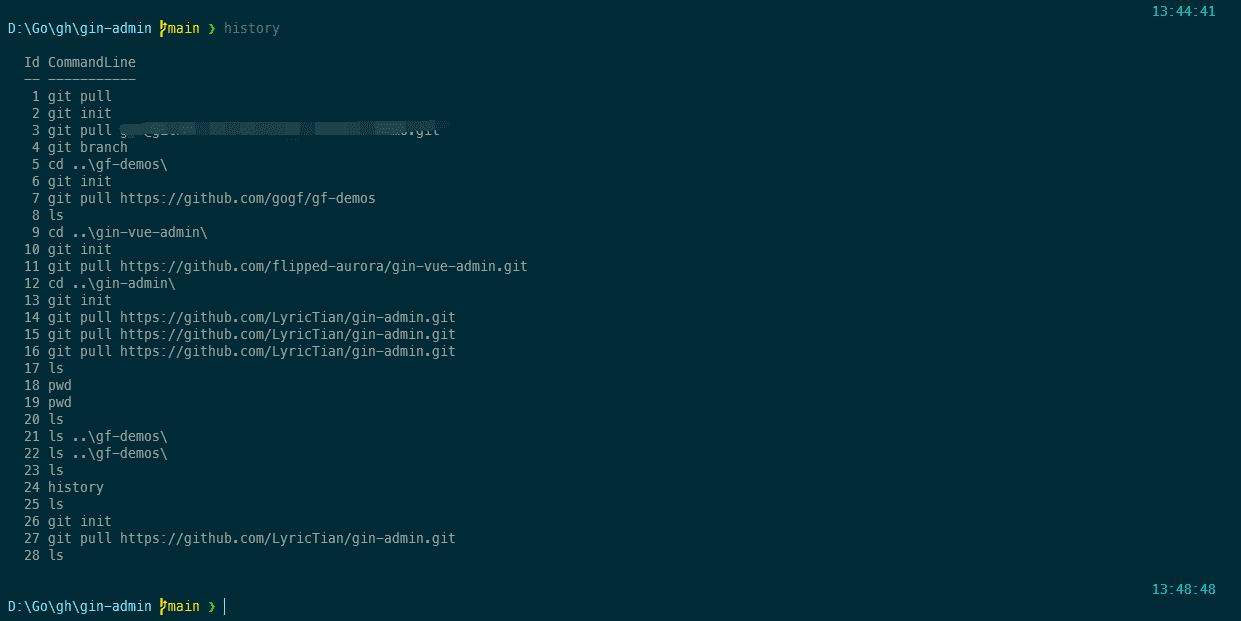 13:44:41
D:\Go\gh\gin-admin main ❯ history
Id CommandLine
-- -----------
1 git pull
2 git init
3 git pull
4 git branch
5 cd ..\gf-demos\
6 git init
7 git pull https://github.com/gogf/gf-demos
8 ls
9 cd ..\gin-vue-admin\
10 git init
11 git pull https://github.com/flipped-aurora/gin-vue-admin.git
12 cd ..\gin-admin\
13 git init
14 git pull https://github.com/LyricTian/gin-admin.git
15 git pull https://github.com/LyricTian/gin-admin.git
16 git pull https://github.com/LyricTian/gin-admin.git
17 ls
18 pwd
19 pwd
20 ls
21 ls ..\gf-demos\
22 ls ..\gf-demos\
23 ls
24 history
25 ls
26 git init
27 git pull https://github.com/LyricTian/gin-admin.git
28 ls
13:48:48
D:\Go\gh\gin-admin main ❯